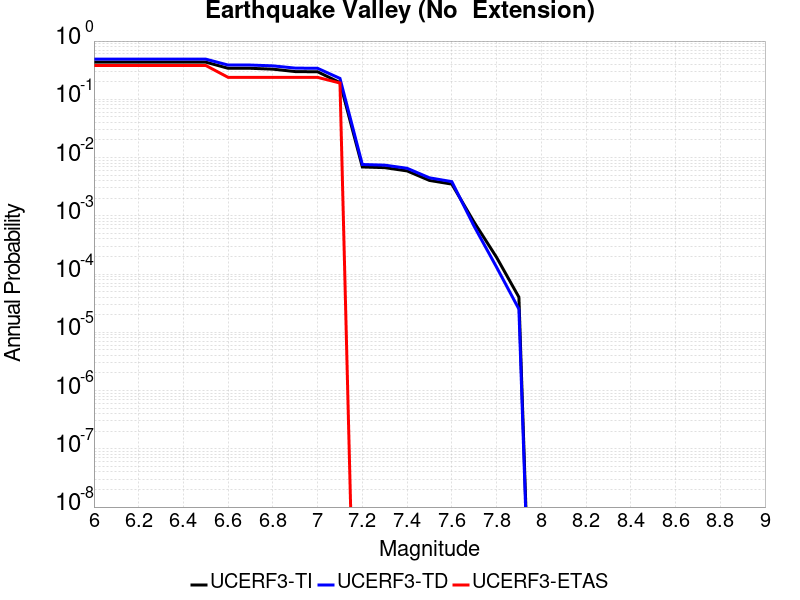 Earthquake Valley (No  Extension)
10^0
10^-1
10^-2
10^-3
10^-4
10^-5
10^-6
10^-7
10^-8
Annual Probability
6 6.2 6.4 6.6 6.8 7 7.2 7.4 7.6 7.8 8 8.2 8.4 8.6 8.8 9
Magnitude
UCERF3-TI UCERF3-TD UCERF3-ETAS